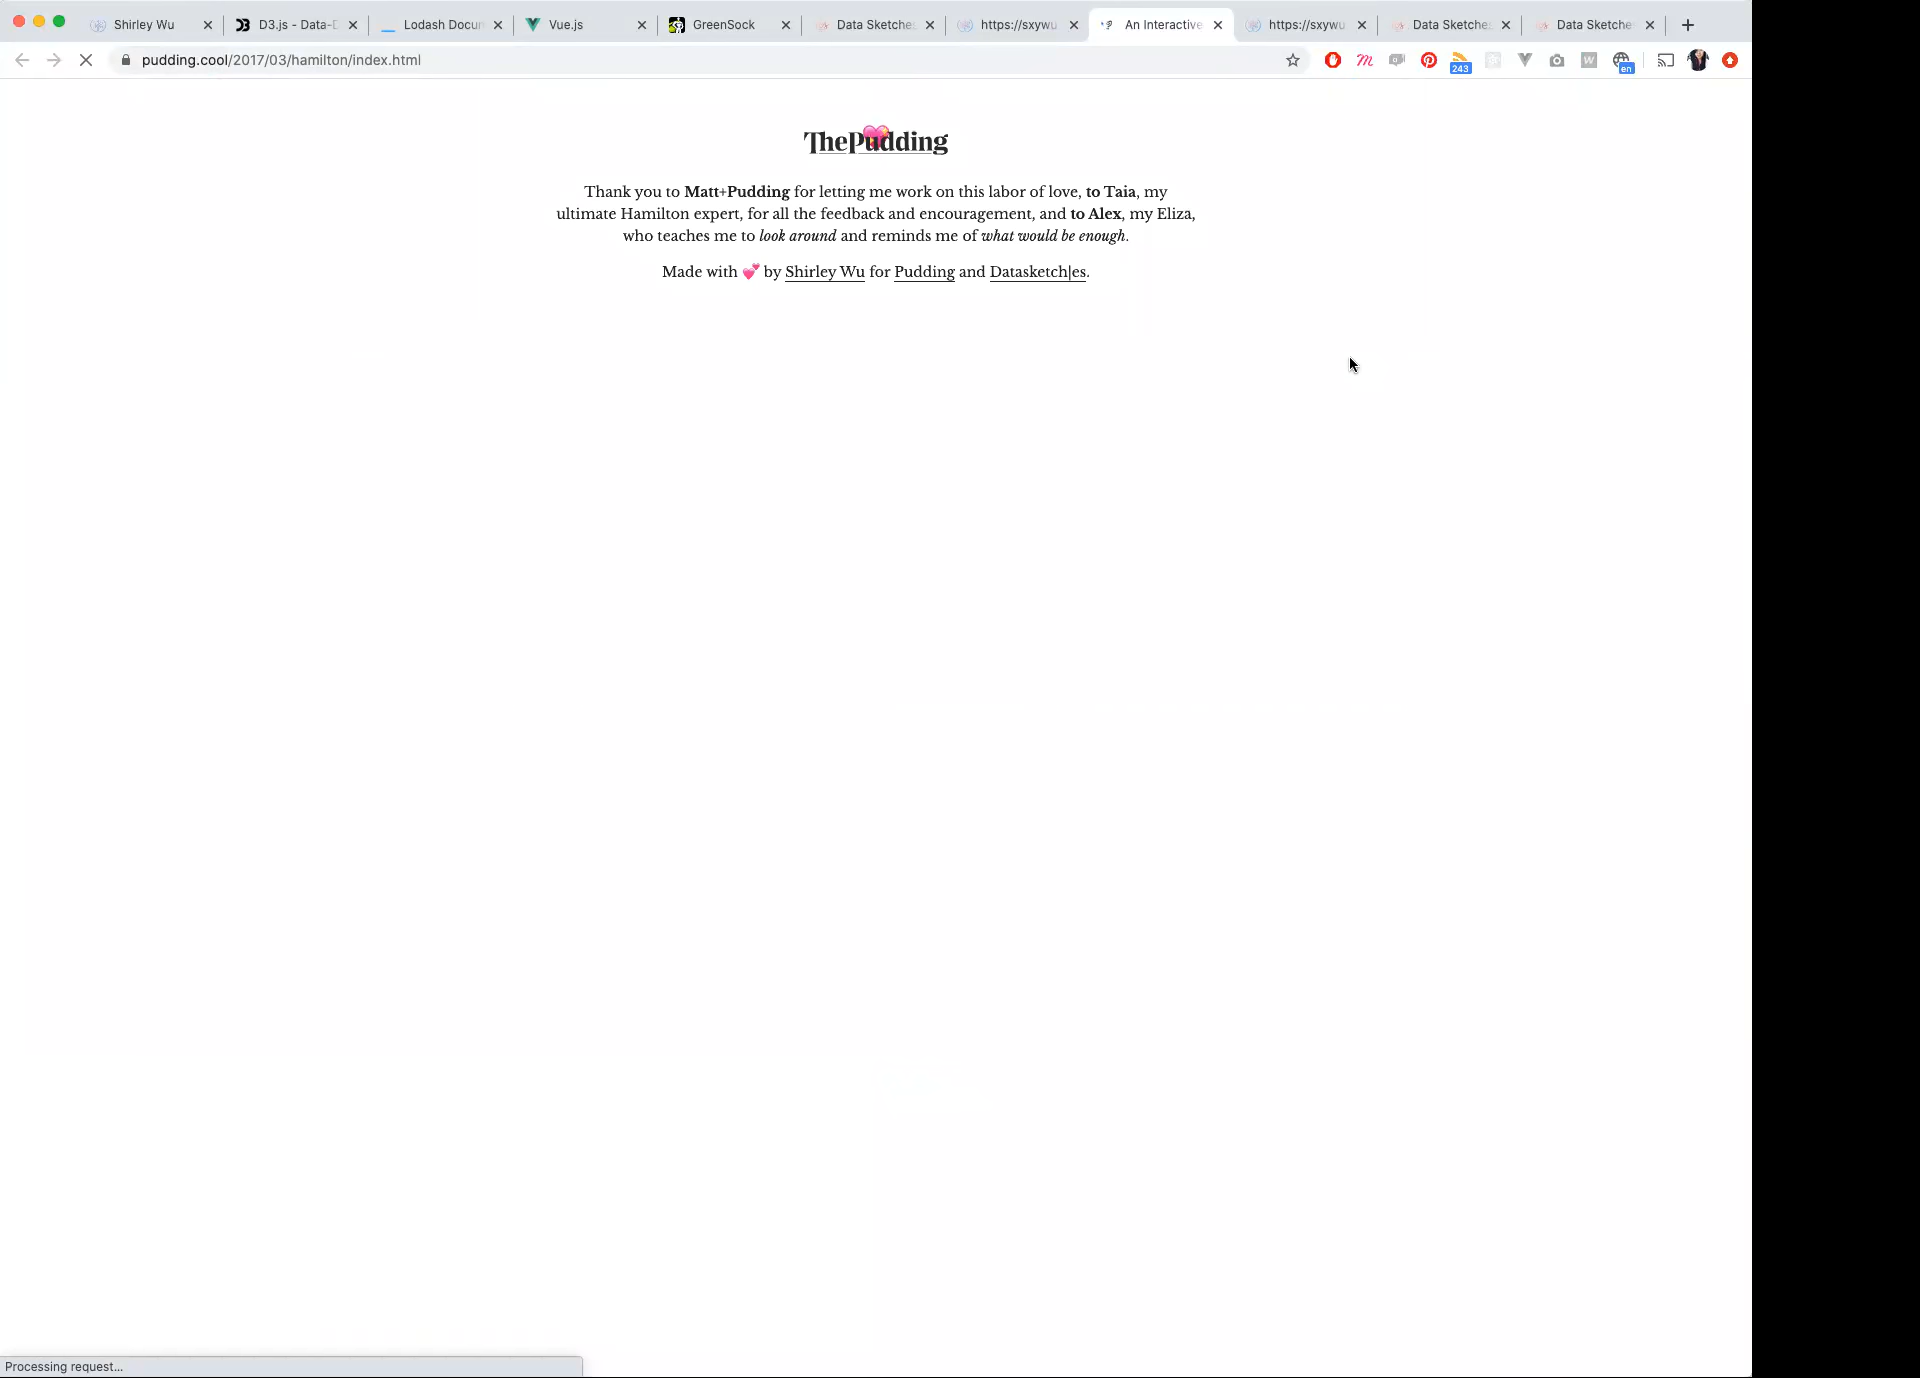 Shirley Wu
D3.js - Data-D
Lodash Docun
Vue.js
GreenSock
Data Sketche
https://sxywu
An Interactive
https://sxywu
Data Sketche
Data Sketche
pudding.cool/2017/03/hamilton/index.html
243
en
ThePudding
Thank you to Matt+Pudding for letting me work on this labor of love, to Taia, my
ultimate Hamilton expert, for all the feedback and encouragement, and to Alex, my Eliza,
who teaches me to look around and reminds me of what would be enough.
Made with 💕 by Shirley Wu for Pudding and Datasketch|es.
Processing request...